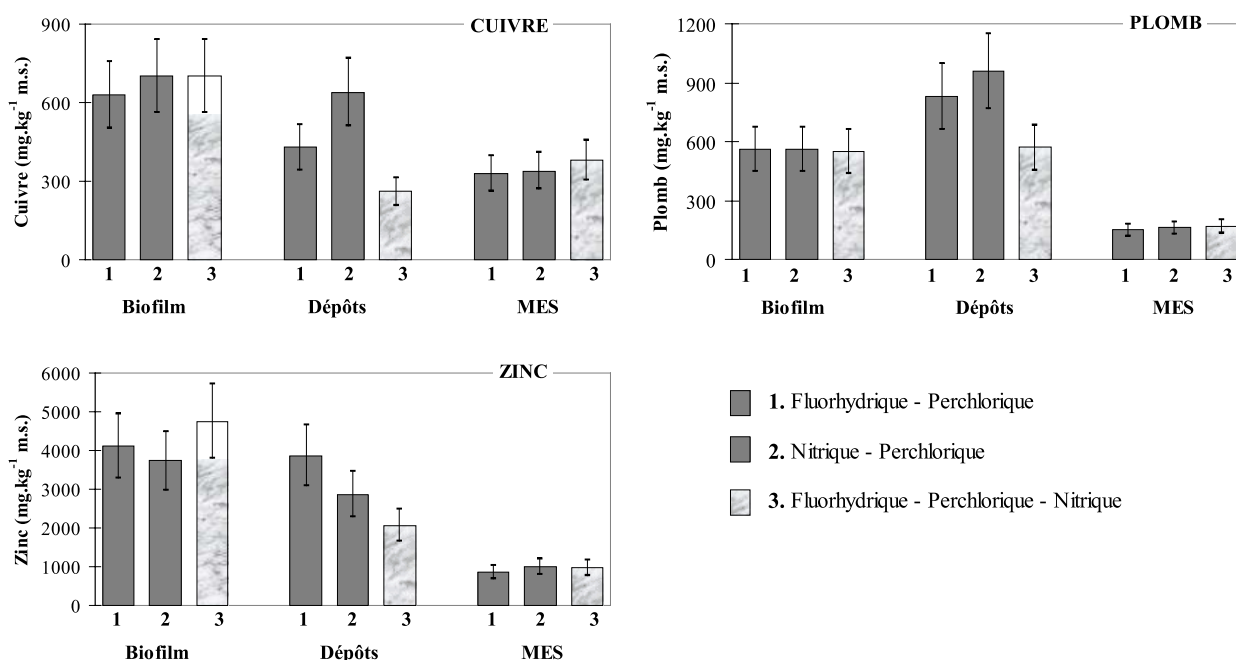 CUIVRE
Cuivre (mg.kg⁻¹ m.s.)
900
600
300
0
1 2 3 1 2 3 1 2 3
Biofilm Dépôts MES
PLOMB
Plomb (mg.kg⁻¹ m.s.)
1200
900
600
300
0
1 2 3 1 2 3 1 2 3
Biofilm Dépôts MES
ZINC
Zinc (mg.kg⁻¹ m.s.)
6000
5000
4000
3000
2000
1000
0
1 2 3 1 2 3 1 2 3
Biofilm Dépôts MES
1. Fluorhydrique - Perchlorique
2. Nitrique - Perchlorique
3. Fluorhydrique - Perchlorique - Nitrique